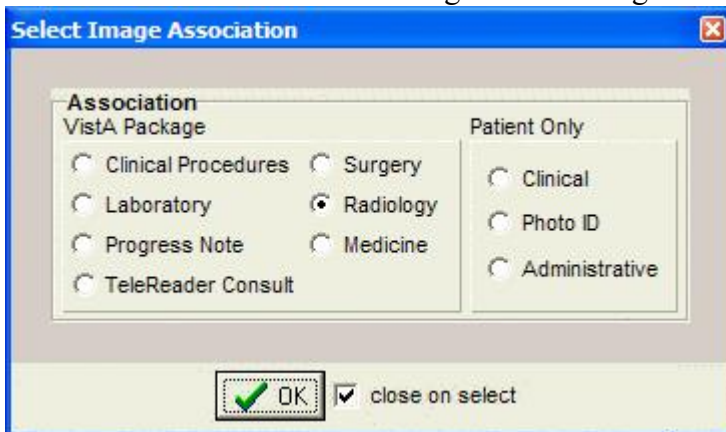 Select Image Association
Association
VistA Package
Patient Only
Clinical Procedures
Surgery
Clinical
Laboratory
Radiology
Photo ID
Progress Note
Medicine
Administrative
TeleReader Consult
OK
close on select